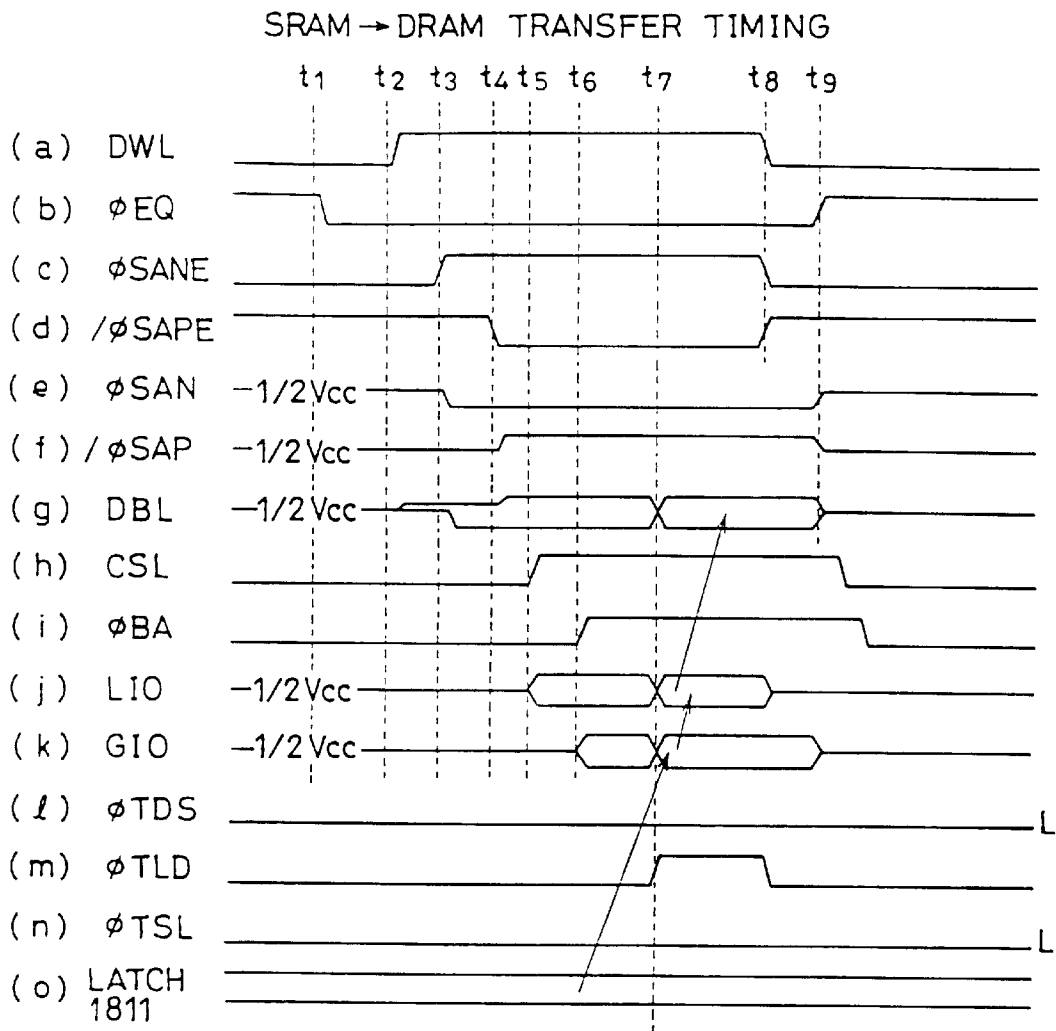 SRAM → DRAM TRANSFER TIMING
t1 t2 t3 t4 t5 t6 t7 t8 t9
(a) DWL
(b) φEQ
(c) φSANE
(d) /φSAPE
(e) φSAN −1/2Vcc
(f) /φSAP −1/2Vcc
(g) DBL −1/2Vcc
(h) CSL
(i) φBA
(j) LIO −1/2Vcc
(k) GIO −1/2Vcc
(ℓ) φTDS L
(m) φTLD
(n) φTSL L
(o) LATCH
1811